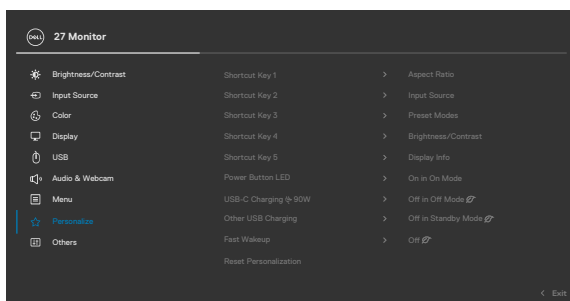 DELL 27 Monitor
Brightness/Contrast Shortcut Key 1 > Aspect Ratio
Input Source Shortcut Key 2 > Input Source
Color Shortcut Key 3 > Preset Modes
Display Shortcut Key 4 > Brightness/Contrast
USB Shortcut Key 5 > Display Info
Audio & Webcam Power Button LED > On in On Mode
Menu USB-C Charging 90W > Off in Off Mode
Personalize Other USB Charging > Off in Standby Mode
Others Fast Wakeup > Off
Reset Personalization
< Exit